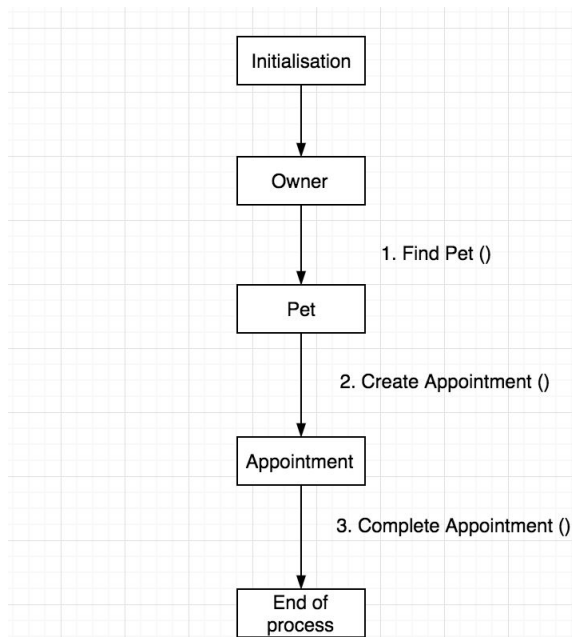 Initialisation
Owner
1. Find Pet ()
Pet
2. Create Appointment ()
Appointment
3. Complete Appointment ()
End of
process